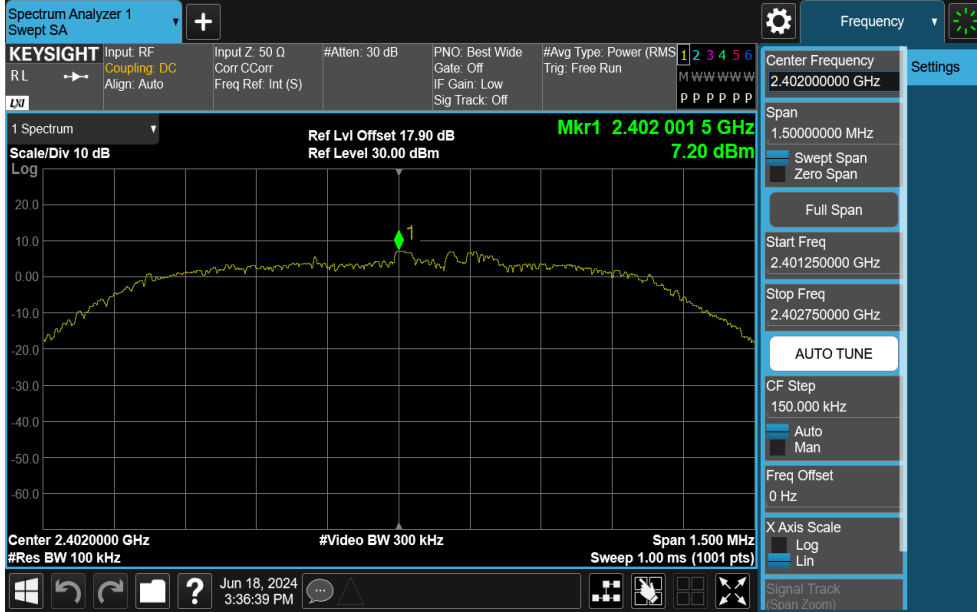 Spectrum Analyzer 1
Swept SA
+
Frequency
KEYSIGHT
R L
LXI
Input: RF
Coupling: DC
Align: Auto
Input Z: 50 Ω
Corr CCorr
Freq Ref: Int (S)
#Atten: 30 dB
PNO: Best Wide
Gate: Off
IF Gain: Low
Sig Track: Off
#Avg Type: Power (RMS
Trig: Free Run
1 2 3 4 5 6
M W W W W W
P P P P P P
Center Frequency
2.402000000 GHz
Settings
Span
1.50000000 MHz
Swept Span
Zero Span
Full Span
Start Freq
2.401250000 GHz
Stop Freq
2.402750000 GHz
AUTO TUNE
CF Step
150.000 kHz
Auto
Man
Freq Offset
0 Hz
X Axis Scale
Log
Lin
Signal Track
(Span Zoom)
1 Spectrum
Scale/Div 10 dB
Ref Lvl Offset 17.90 dB
Ref Level 30.00 dBm
Mkr1 2.402 001 5 GHz
7.20 dBm
Log
20.0
10.0
0.00
-10.0
-20.0
-30.0
-40.0
-50.0
-60.0
1
Center 2.4020000 GHz
#Res BW 100 kHz
#Video BW 300 kHz
Span 1.500 MHz
Sweep 1.00 ms (1001 pts)
?
Jun 18, 2024
3:36:39 PM